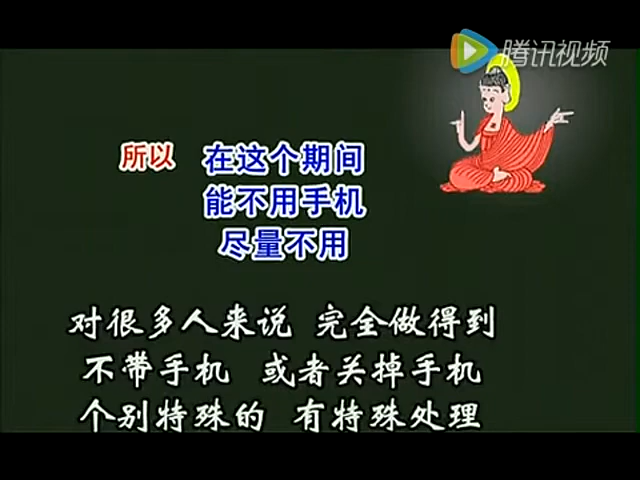 腾讯视频
所以 在这个期间
能不用手机
尽量不用
对很多人来说 完全做得到
不带手机 或者关掉手机
个别特殊的 有特殊处理